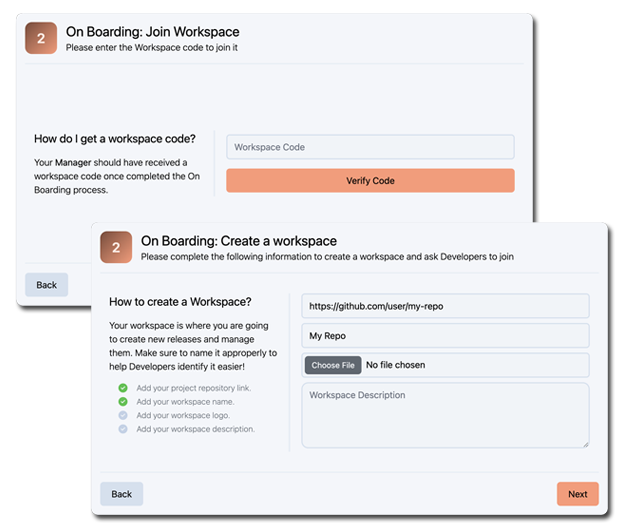 2
On Boarding: Join Workspace
Please enter the Workspace code to join it
How do I get a workspace code?
Your Manager should have received a
workspace code once completed the On
Boarding process.
Workspace Code
Verify Code
Back
2
On Boarding: Create a workspace
Please complete the following information to create a workspace and ask Developers to join
How to create a Workspace?
Your workspace is where you are going
to create new releases and manage
them. Make sure to name it approperly to
help Developers identify it easier!
Add your project repository link.
Add your workspace name.
Add your workspace logo.
Add your workspace description.
https://github.com/user/my-repo
My Repo
Choose File No file chosen
Workspace Description
Back
Next